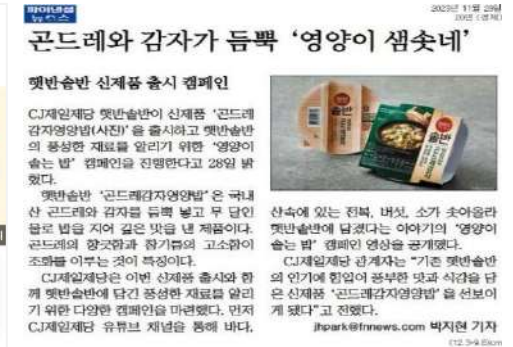 파이낸셜
뉴스
2023년 11월 29일
곤드레와 감자가 듬뿍 ‘영양이 샘솟네’
햇반솥반 신제품 출시 캠페인
CJ제일제당 햇반솥반이 신제품 ‘곤드레
감자영양밥(사진)’을 출시하고 햇반솥반
의 풍성한 재료를 알리기 위한 ‘영양이
솥는 밥’ 캠페인을 진행한다고 28일 밝
혔다.
햇반솥반 ‘곤드레감자영양밥’은 국내
산 곤드레와 감자를 듬뿍 넣고 무 달인
물로 밥을 지어 깊은 맛을 낸 제품이다.
곤드레의 향긋함과 참기름의 고소함이
조화를 이루는 것이 특징이다.
CJ제일제당은 이번 신제품 출시와 함
께 햇반솥반에 담긴 풍성한 재료를 알리
기 위한 다양한 캠페인을 마련했다. 먼저
CJ제일제당 유튜브 채널을 통해 바다,
솥반
산속에 있는 전복, 버섯, 소가 솟아올라
햇반솥반에 담겼다는 이야기의 ‘영양이
솥는 밥’ 캠페인 영상을 공개했다.
CJ제일제당 관계자는 “기존 햇반솥반
의 인기에 힘입어 풍부한 맛과 식감을 담
은 신제품 ‘곤드레감자영양밥’을 선보이
게 됐다”고 전했다.
jhpark@fnnews.com 박지현 기자